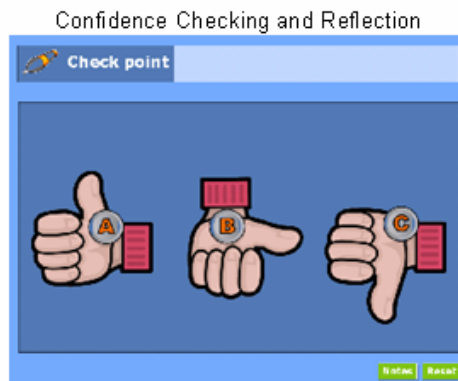 Confidence Checking and Reflection
Check point
A B C
Notes Reset